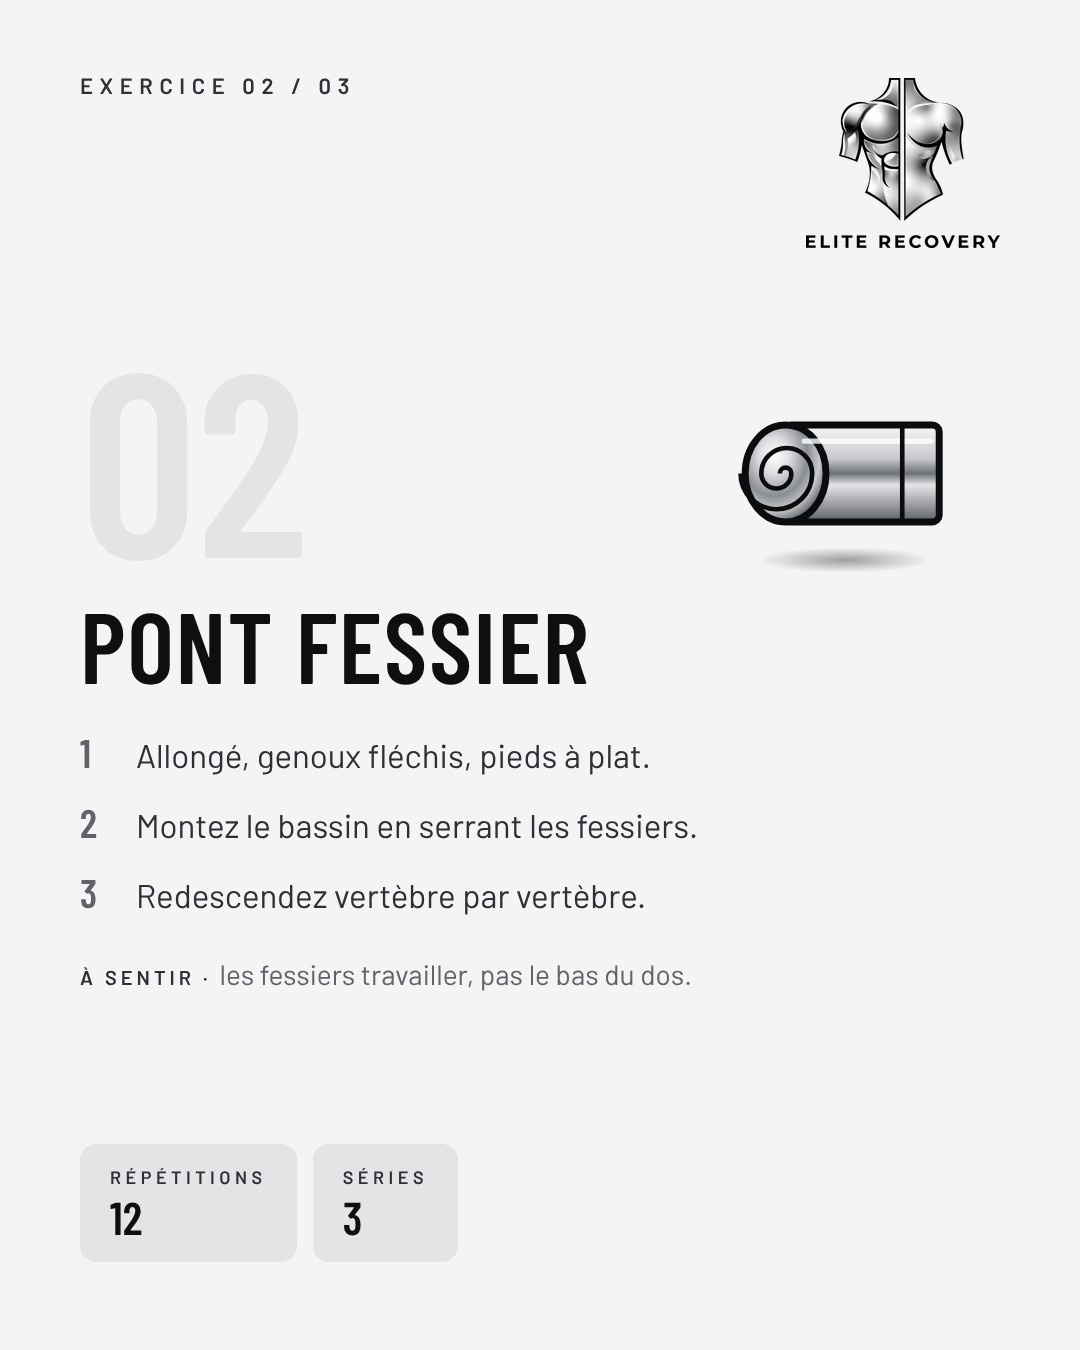 EXERCICE 02 / 03
ELITE RECOVERY
02
PONT FESSIER
1 Allongé, genoux fléchis, pieds à plat.
2 Montez le bassin en serrant les fessiers.
3 Redescendez vertèbre par vertèbre.
À SENTIR · les fessiers travailler, pas le bas du dos.
RÉPÉTITIONS
12
SÉRIES
3